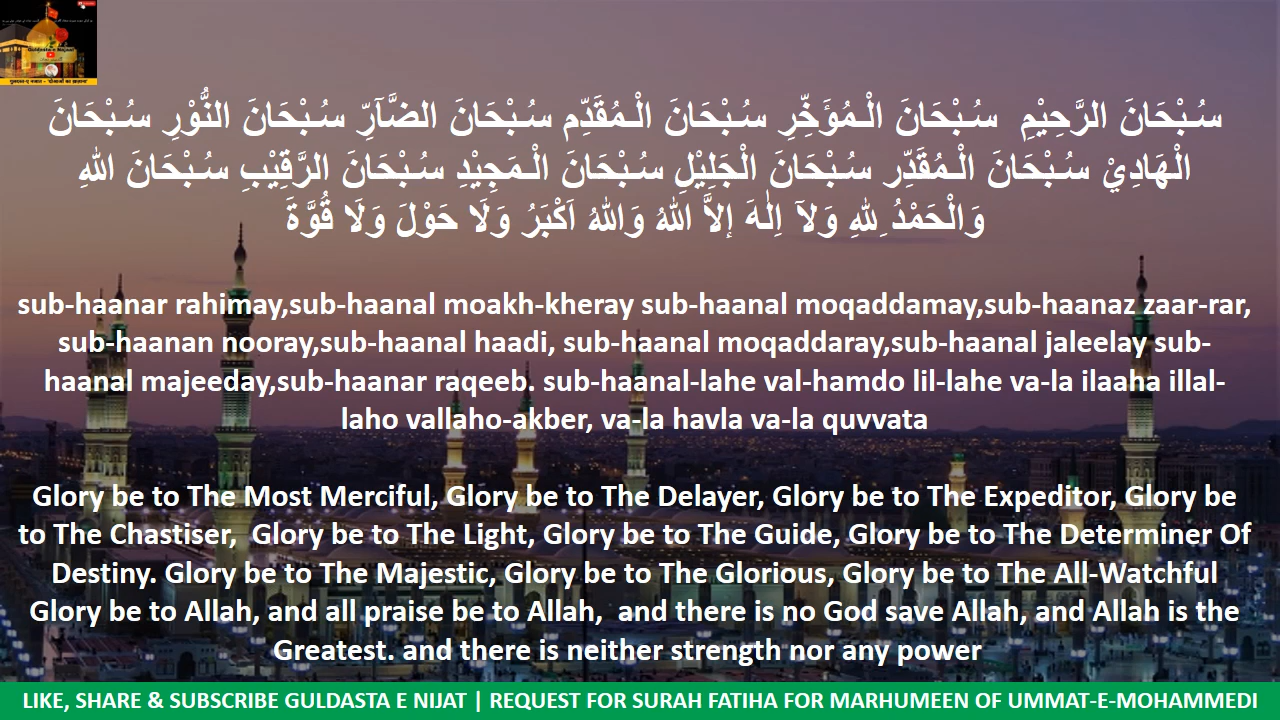 Guldasta e Nijaat
سُبْحَانَ الرَّحِيْمِ سُبْحَانَ الْمُؤَخِّرِ سُبْحَانَ الْمُقَدِّمِ سُبْحَانَ الضَّآرِّ سُبْحَانَ النُّوْرِ سُبْحَانَ
الْهَادِيْ سُبْحَانَ الْمُقَدِّرِ سُبْحَانَ الْجَلِيْلِ سُبْحَانَ الْمَجِيْدِ سُبْحَانَ الرَّقِيْبِ سُبْحَانَ اللهِ
وَالْحَمْدُ لِلهِ وَلَآ اِلٰهَ إلاَّ اللهُ وَاللهُ اَكْبَرُ وَلَا حَوْلَ وَلَا قُوَّةَ
sub-haanar rahimay,sub-haanal moakh-kheray sub-haanal moqaddamay,sub-haanaz zaar-rar,
sub-haanan nooray,sub-haanal haadi, sub-haanal moqaddaray,sub-haanal jaleelay sub-
haanal majeeday,sub-haanar raqeeb. sub-haanal-lahe val-hamdo lil-lahe va-la ilaaha illal-
laho vallaho-akber, va-la havla va-la quvvata
Glory be to The Most Merciful, Glory be to The Delayer, Glory be to The Expeditor, Glory be
to The Chastiser, Glory be to The Light, Glory be to The Guide, Glory be to The Determiner Of
Destiny. Glory be to The Majestic, Glory be to The Glorious, Glory be to The All-Watchful
Glory be to Allah, and all praise be to Allah, and there is no God save Allah, and Allah is the
Greatest. and there is neither strength nor any power
LIKE, SHARE & SUBSCRIBE GULDASTA E NIJAT | REQUEST FOR SURAH FATIHA FOR MARHUMEEN OF UMMAT-E-MOHAMMEDI